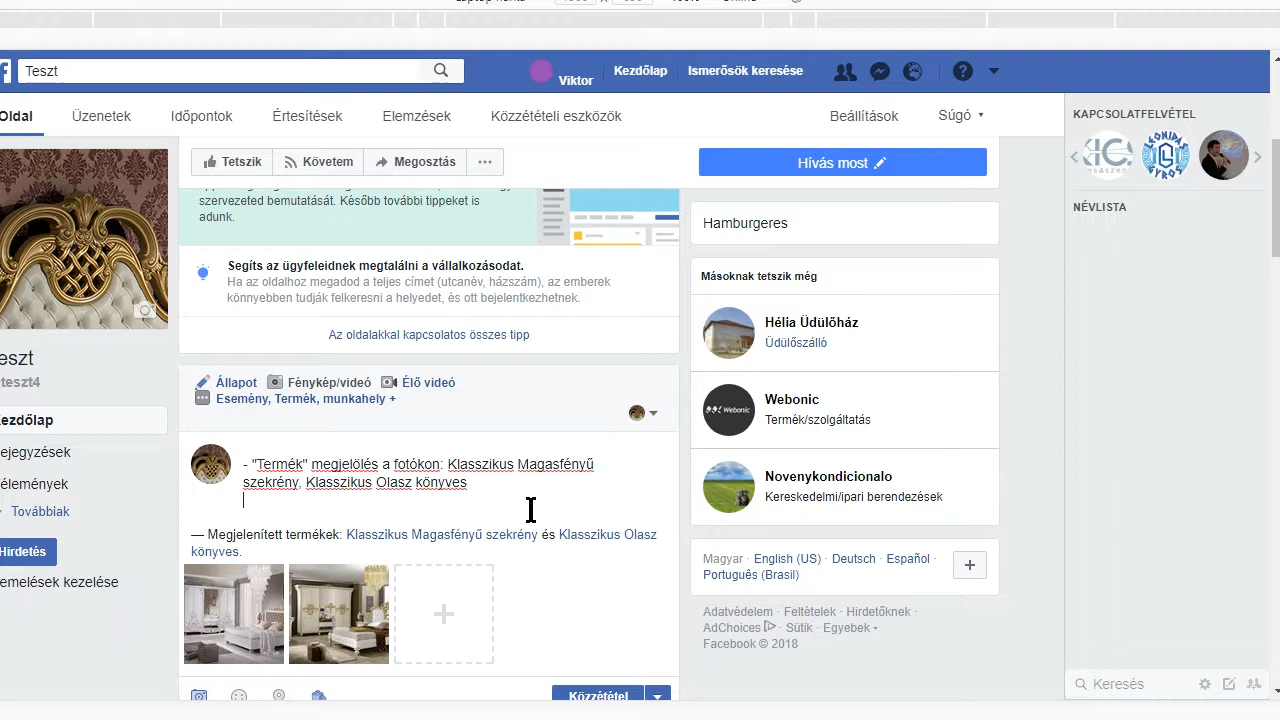 Teszt
Viktor
Kezdőlap
Ismerősök keresése
Oldal
Üzenetek
Időpontok
Értesítések
Elemzések
Közzétételi eszközök
Beállítások
Súgó
Tetszik
Követem
Megosztás
Hívás most
szervezeted bemutatását. Később további tippeket is
adunk.
Segíts az ügyfeleidnek megtalálni a vállalkozásodat.
Ha az oldalhoz megadod a teljes címet (utcanév, házszám), az emberek
könnyebben tudják felkeresni a helyedet, és ott bejelentkezhetnek.
Az oldalakkal kapcsolatos összes tipp
eszt
teszt4
ezdőlap
ejegyzések
élemények
Továbbiak
Hirdetés
emelések kezelése
Állapot
Fénykép/videó
Élő videó
Esemény, Termék, munkahely +
- "Termék" megjelölés a fotókon: Klasszikus Magasfényű
szekrény, Klasszikus Olasz könyves
— Megjelenített termékek: Klasszikus Magasfényű szekrény és Klasszikus Olasz
könyves.
Közzététel
Hamburgeres
Másoknak tetszik még
Hélia Üdülőház
Üdülőszálló
Webonic
Termék/szolgáltatás
Novenykondicionalo
Kereskedelmi/ipari berendezések
Magyar · English (US) · Deutsch · Español ·
Português (Brasil)
Adatvédelem · Feltételek · Hirdetőknek ·
AdChoices · Sütik · Egyebek
Facebook © 2018
KAPCSOLATFELVÉTEL
NÉVLISTA
Keresés